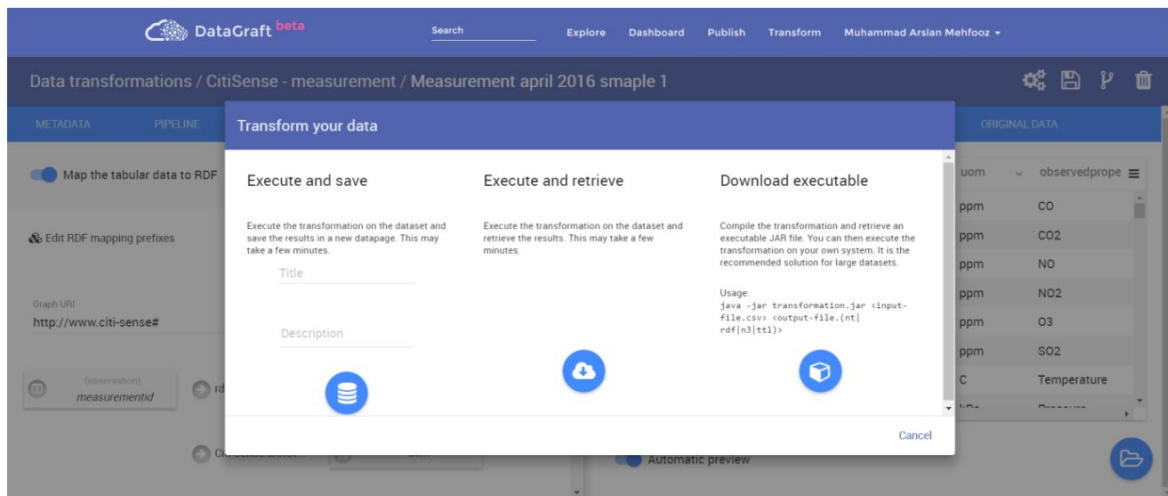 DataGraft beta
Search
Explore
Dashboard
Publish
Transform
Muhammad Arslan Mehfooz
Data transformations / CitiSense - measurement / Measurement april 2016 smaple 1
METADATA
PIPELINE
ORIGINAL DATA
Map the tabular data to RDF
Edit RDF mapping prefixes
Graph URI
http://www.citi-sense#
(observation)
measurementid
Transform your data
Execute and save
Execute the transformation on the dataset and
save the results in a new datapage. This may
take a few minutes.
Title
Description
Execute and retrieve
Execute the transformation on the dataset and
retrieve the results. This may take a few
minutes.
Download executable
Compile the transformation and retrieve an
executable JAR file. You can then execute the
transformation on your own system. It is the
recommended solution for large datasets.
Usage:
java -jar transformation.jar <input-
file.csv> <output-file.(nt|
rdf|n3|ttl)>
Cancel
uom observedprope
ppm CO
ppm CO2
ppm NO
ppm NO2
ppm O3
ppm SO2
C Temperature
Automatic preview